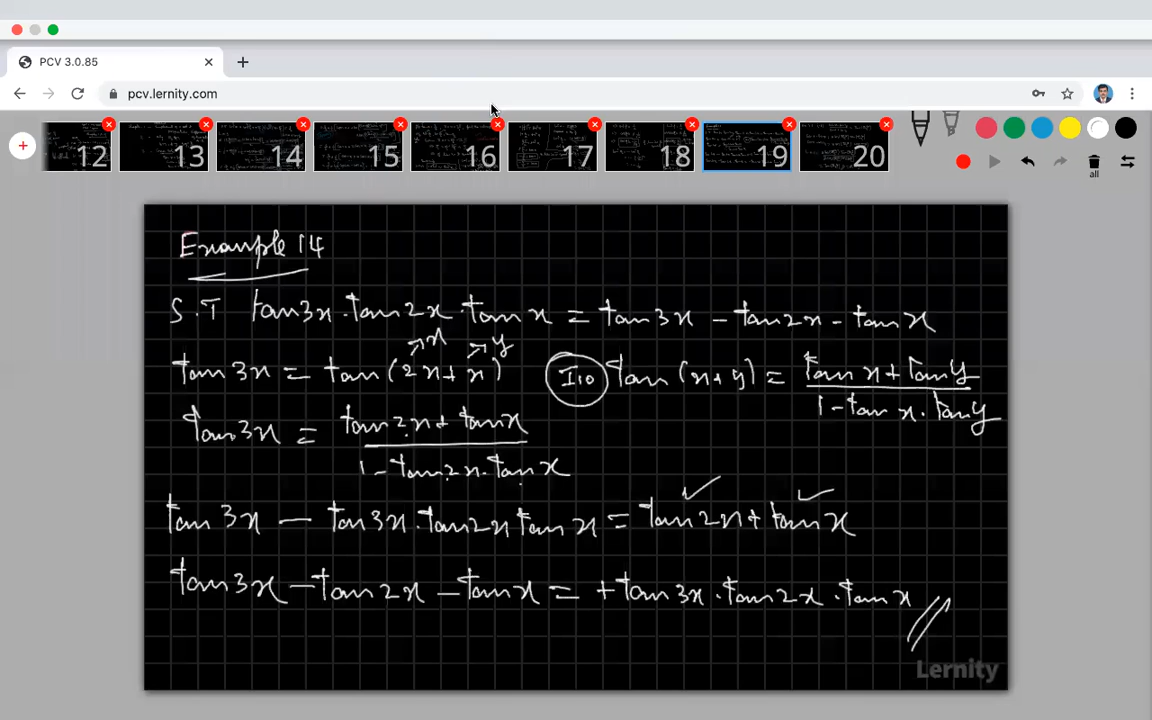 PCV 3.0.85
pcv.lernity.com
12 13 14 15 16 17 18 19 20
all
Example 14
S.T tan3x.tan2x.tanx = tan3x - tan2x - tanx
x y
tan3x = tan(2x+x) I10 tan(x+y) = tanx+tany / 1-tanx.tany
tan3x = tan2x+tanx / 1-tan2x.tanx
tan3x - tan3x.tan2x tanx = tan2x+tanx
tan3x - tan2x - tanx = +tan3x.tan2x.tanx
Lernity